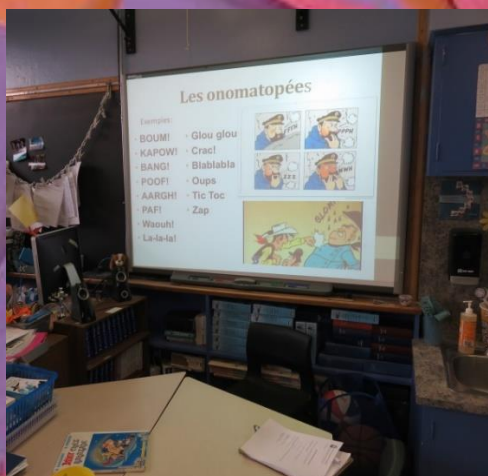 Les onomatopées
Exemples:
· BOUM!
· KAPOW!
· BANG!
· POOF!
· AARGH!
· PAF!
· Waouh!
· La-la-la!
· Glou glou
· Crac!
· Blablabla
· Oups
· Tic Toc
· Zap